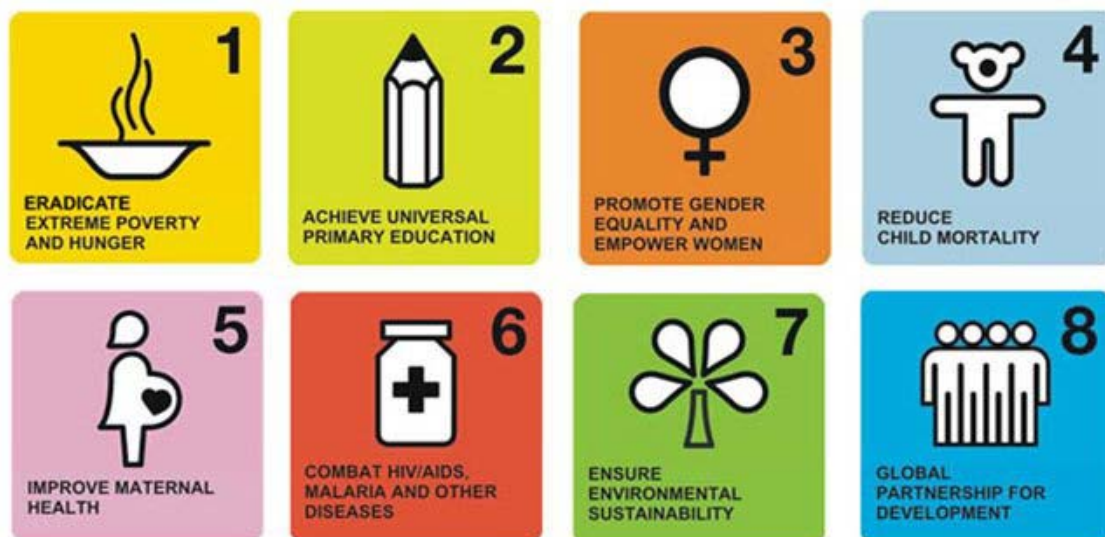 1
ERADICATE
EXTREME POVERTY
AND HUNGER
2
ACHIEVE UNIVERSAL
PRIMARY EDUCATION
3
PROMOTE GENDER
EQUALITY AND
EMPOWER WOMEN
4
REDUCE
CHILD MORTALITY
5
IMPROVE MATERNAL
HEALTH
6
COMBAT HIV/AIDS,
MALARIA AND OTHER
DISEASES
7
ENSURE
ENVIRONMENTAL
SUSTAINABILITY
8
GLOBAL
PARTNERSHIP FOR
DEVELOPMENT